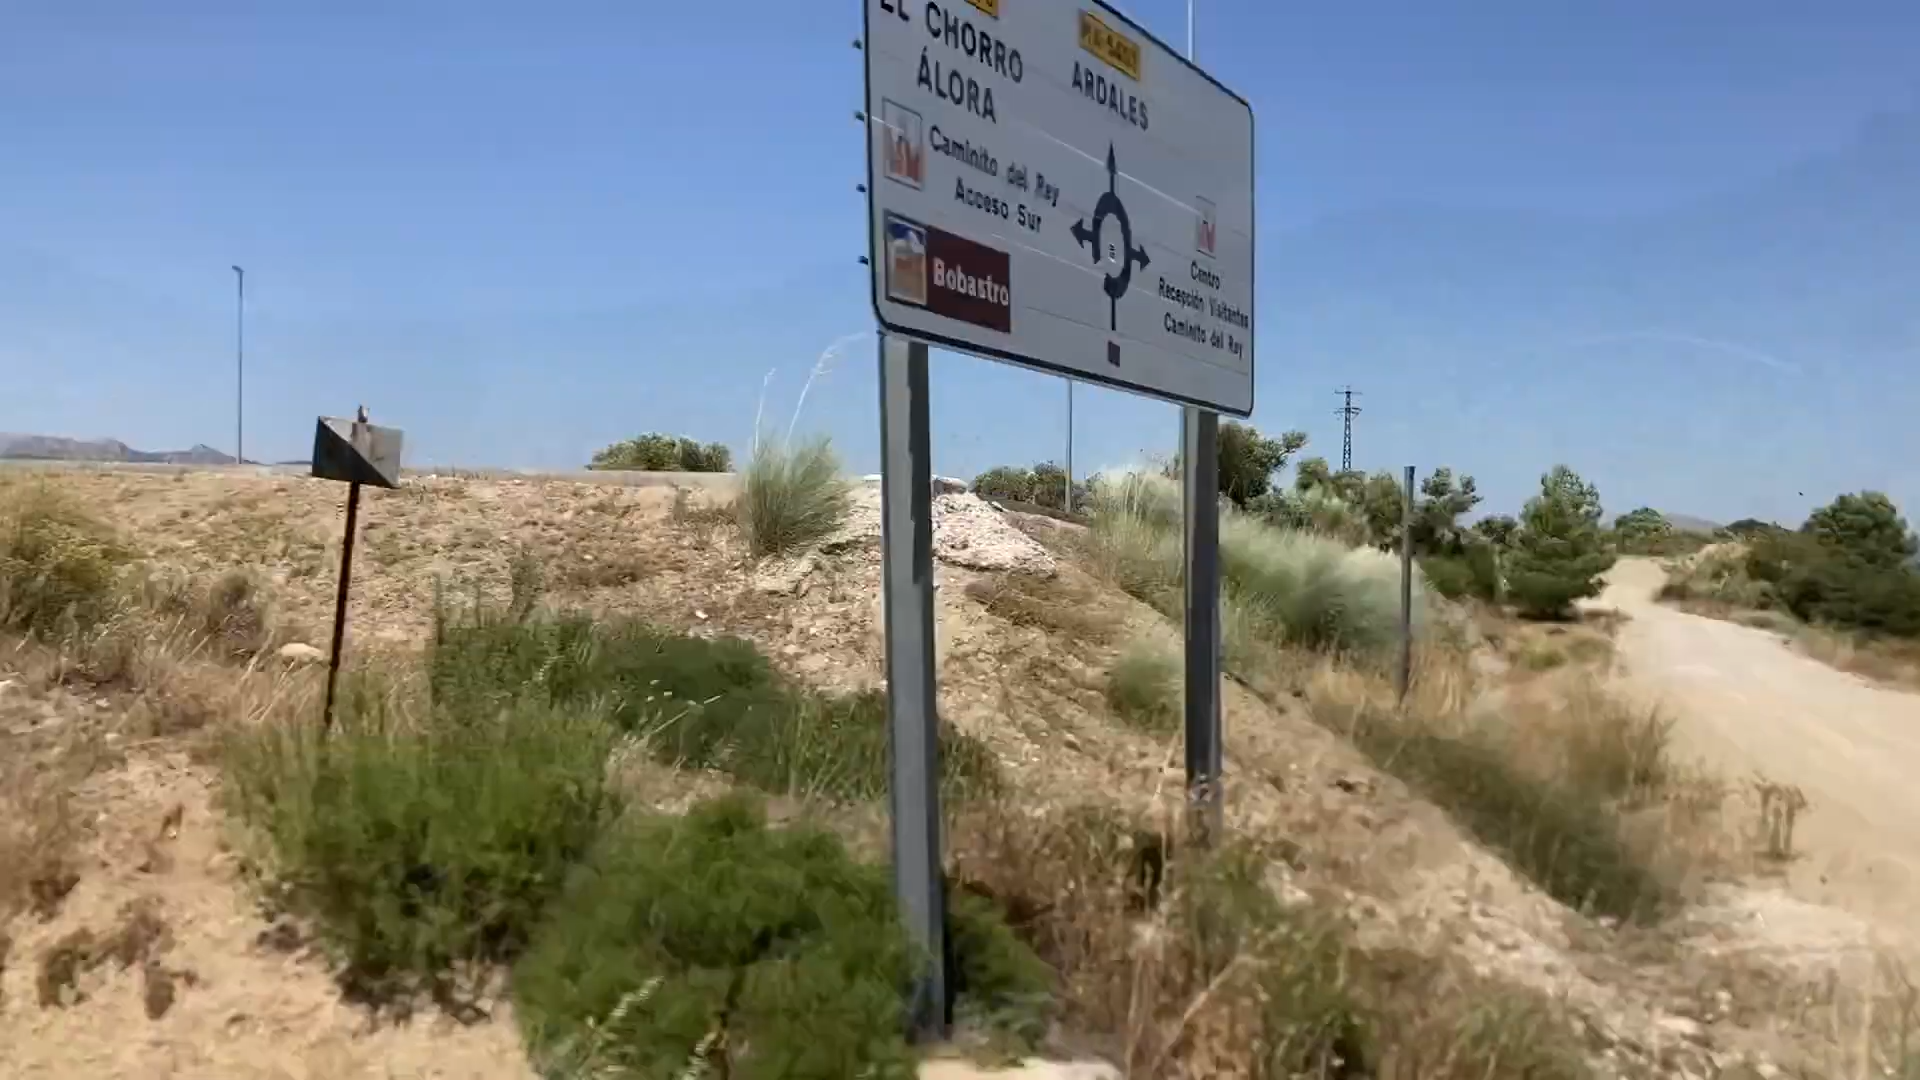 EL CHORRO
ÁLORA
Caminito del Rey
Acceso Sur
Bobastro
ARDALES
Centro
Recepción Visitantes
Caminito del Rey